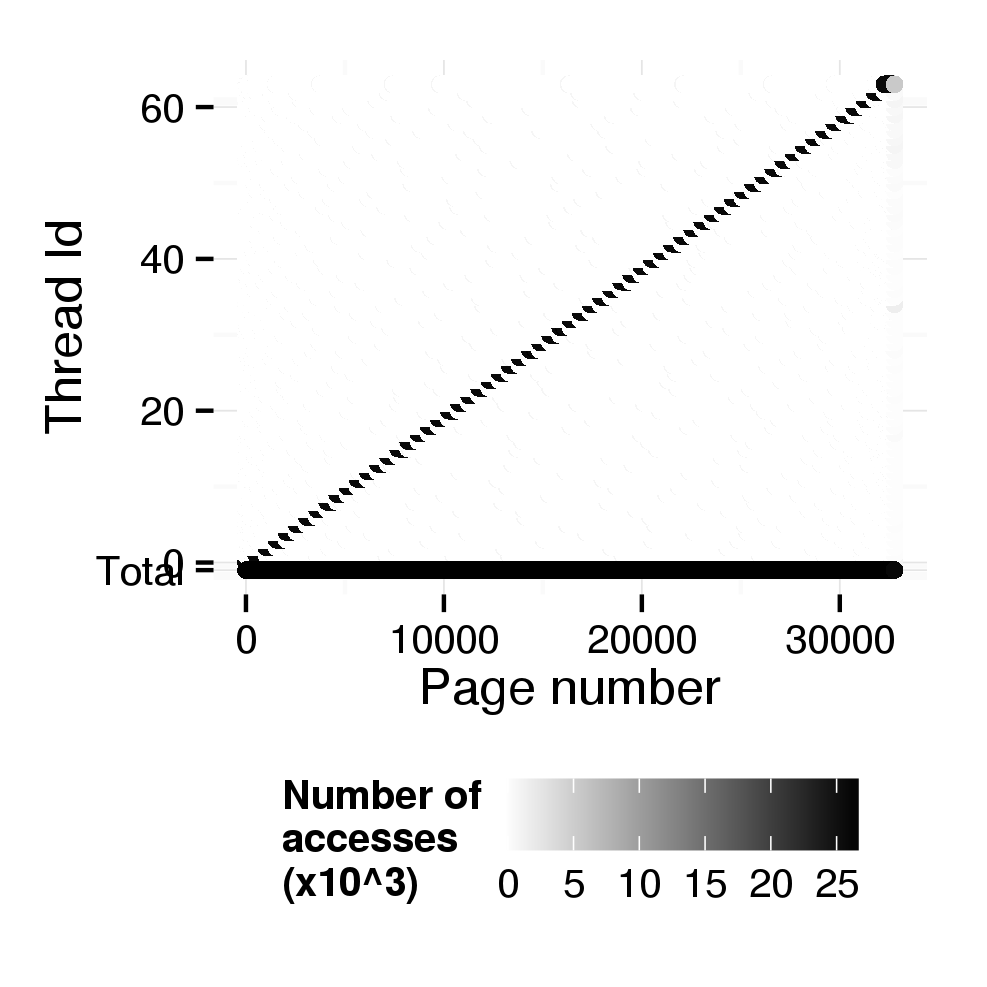 60
40
20
0
Total
Thread Id
0 10000 20000 30000
Page number
Number of
accesses
(x10^3)
0 5 10 15 20 25